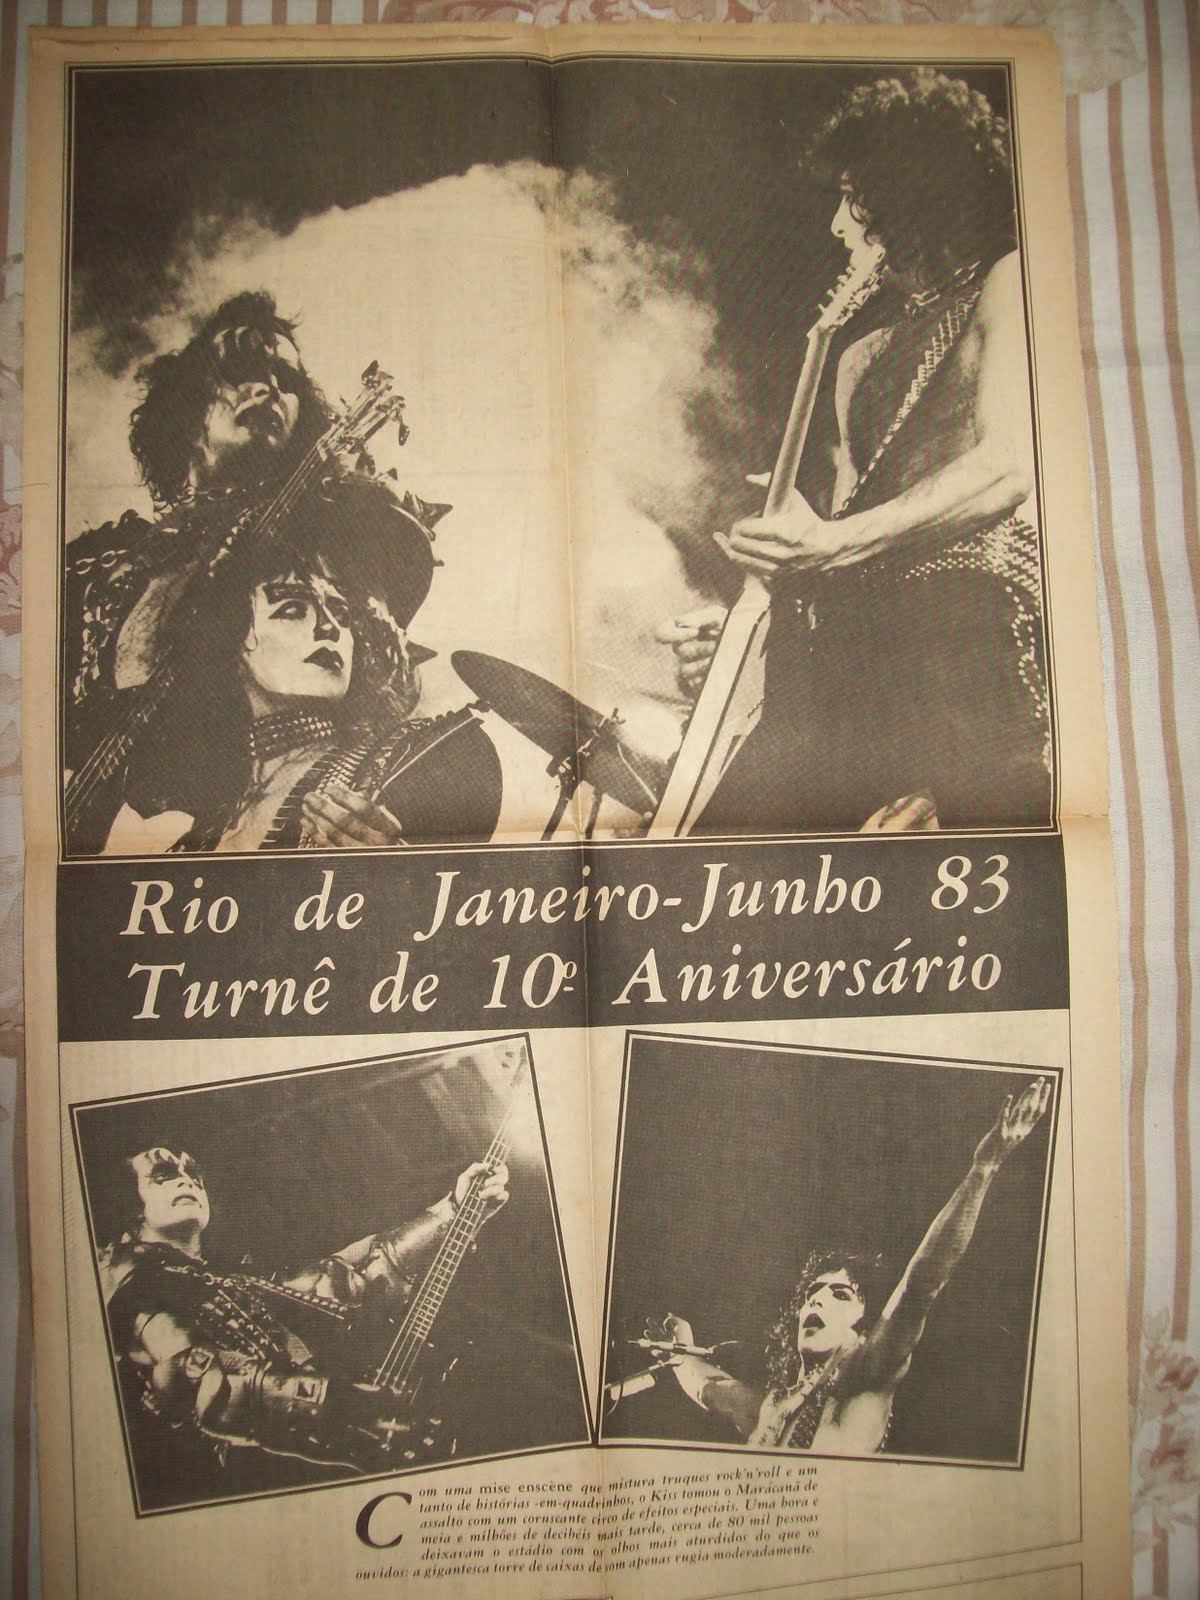 Rio de Janeiro-Junho 83
Turnê de 10º Aniversário
Com uma mise enscène que mistura truques rock'n'roll e um
tanto de histórias -em-quadrinhos, o Kiss tomou o Maracanã de
assalto com um coruscante circo de efeitos especiais. Uma hora e
meia e milhões de decibéis mais tarde, cerca de 80 mil pessoas
deixavam o estádio com os olhos mais aturdidos do que os
ouvidos: a gigantesca torre de caixas de som apenas rugia moderadamente.